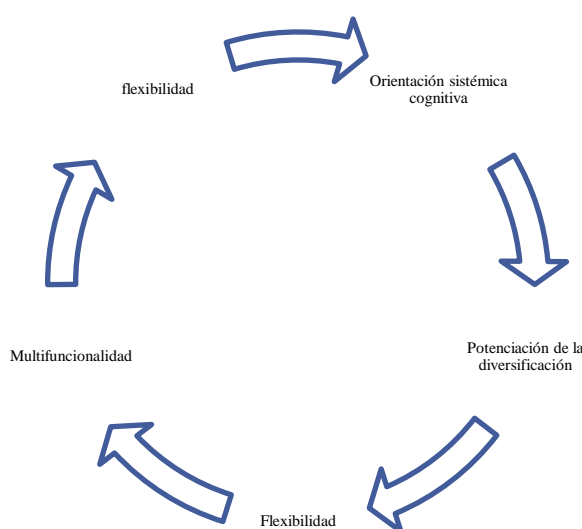 flexibilidad
Orientación sistémica
cognitiva
Potenciación de la
diversificación
Flexibilidad
Multifuncionalidad